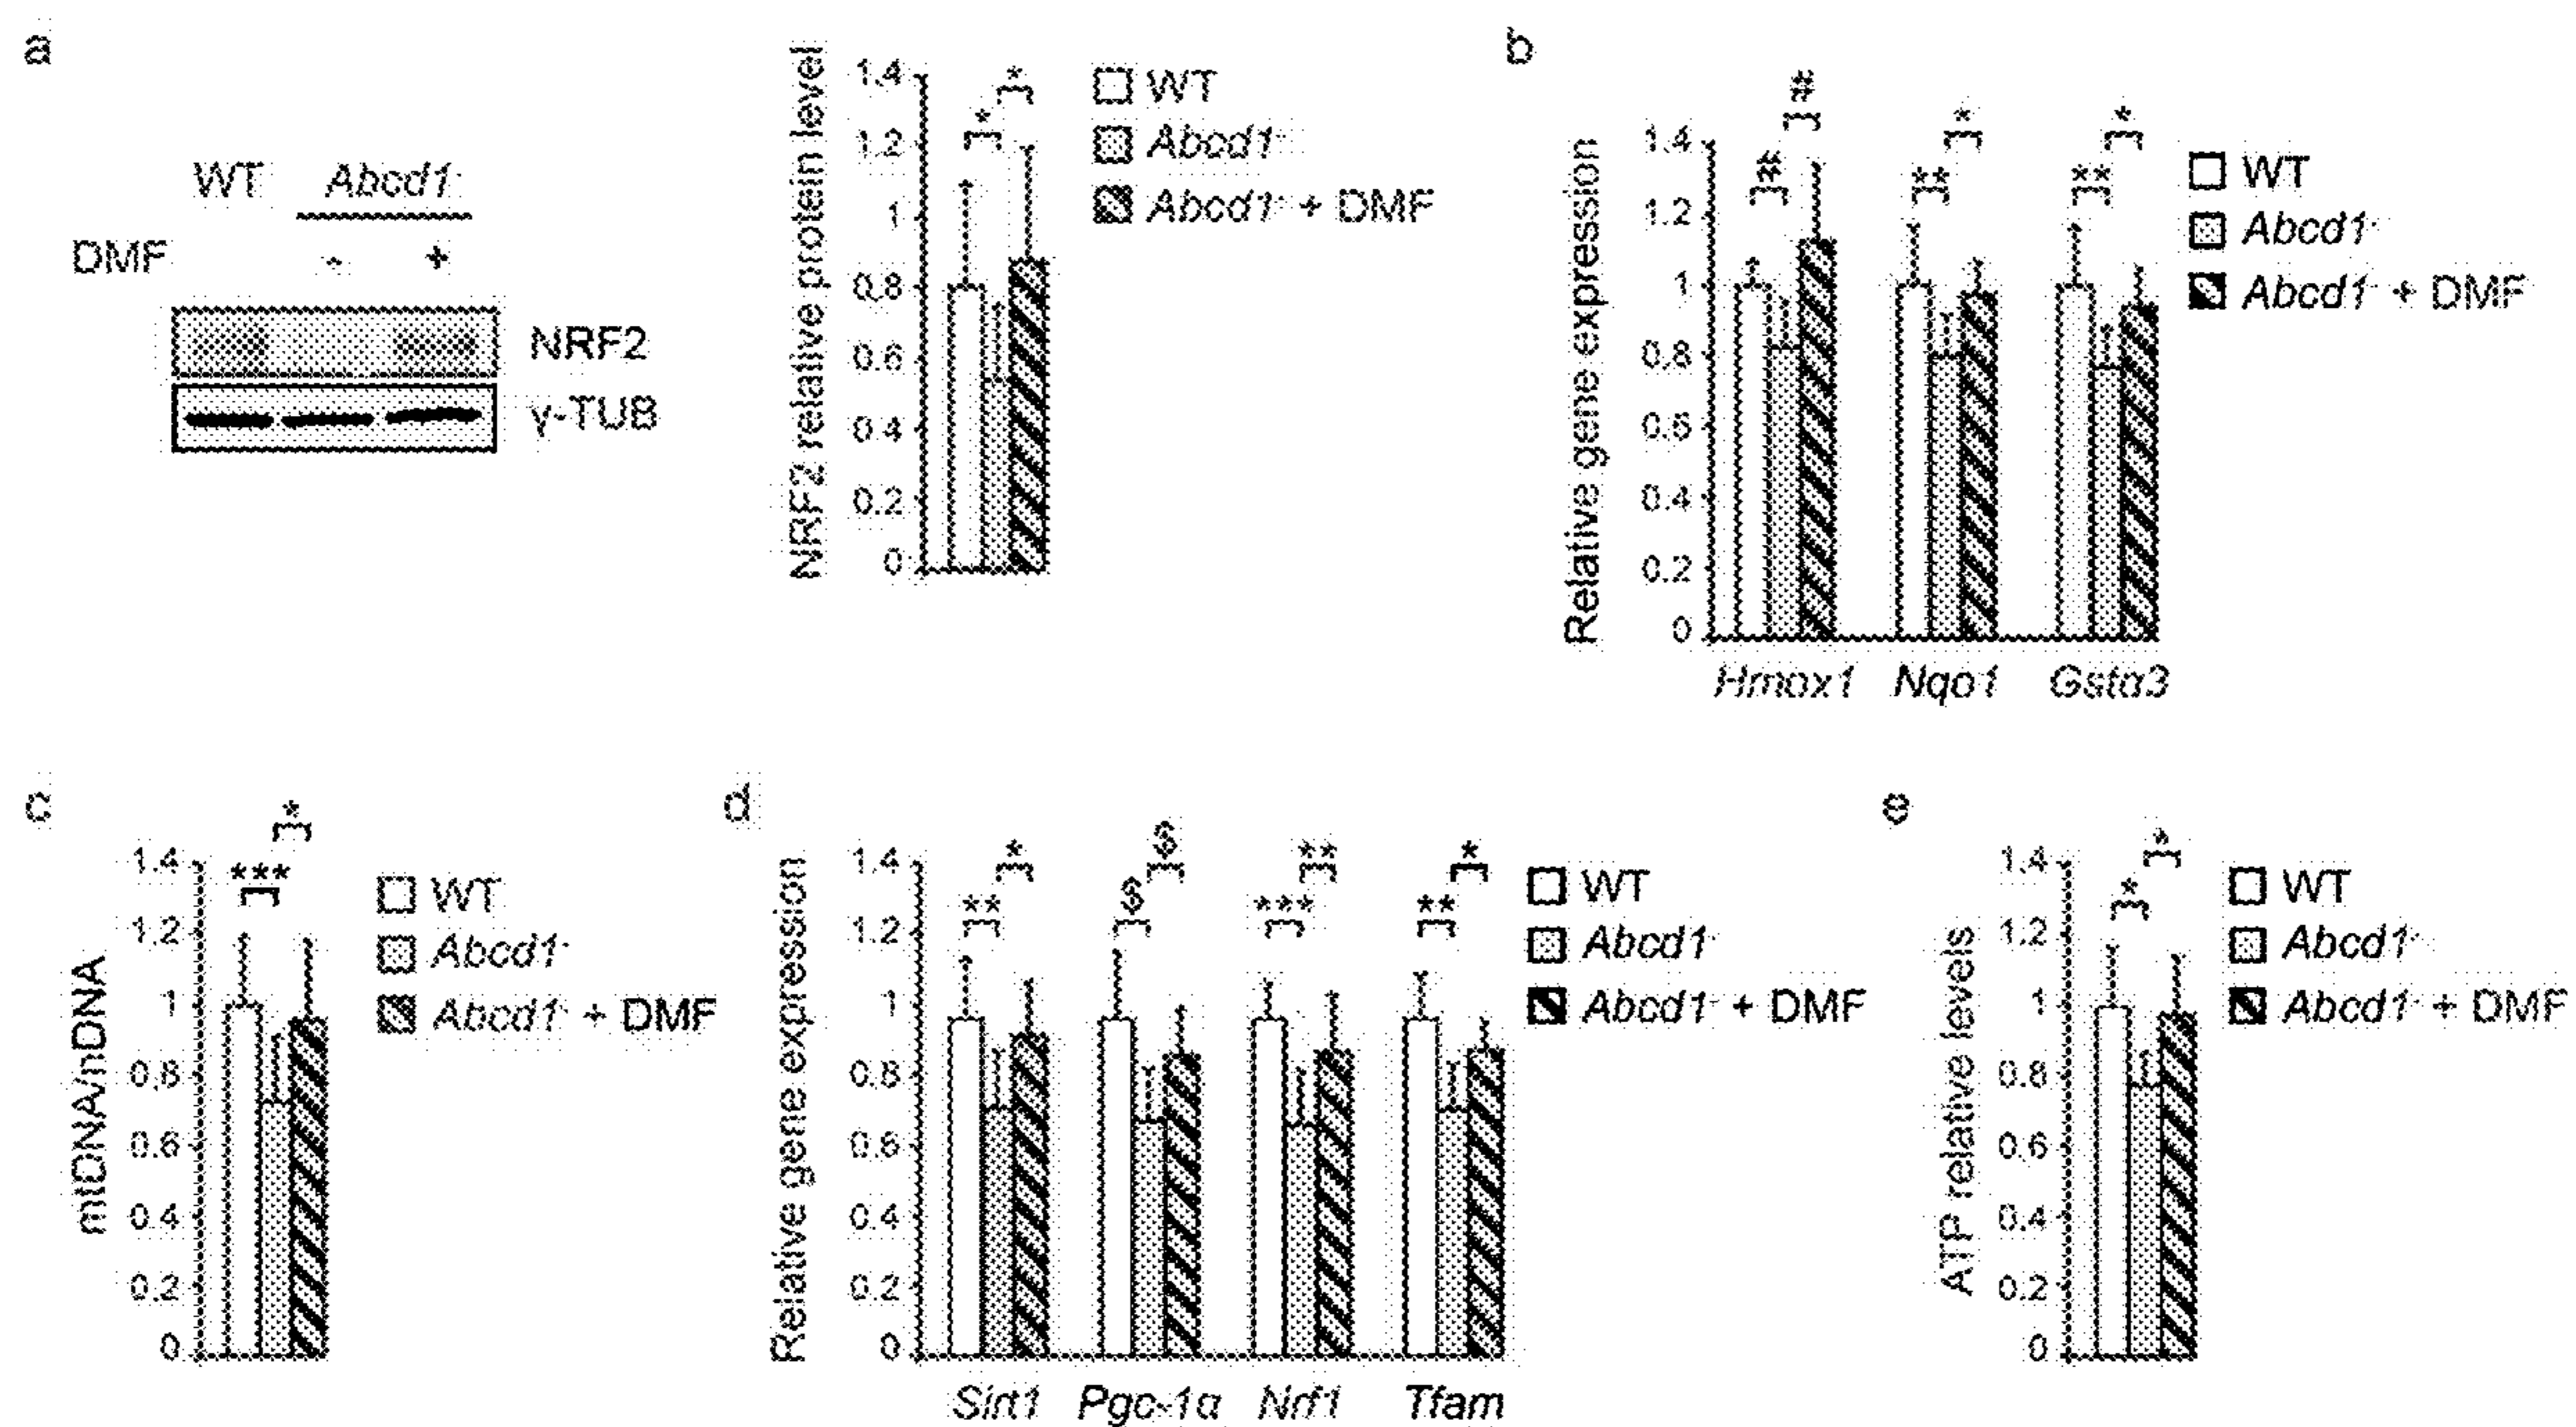 a
WT Abcd1-
DMF - +
NRF2
γ-TUB
NRF2 relative protein level
1.4
1.2
1
0.8
0.6
0.4
0.2
0
* *
WT
Abcd1-
Abcd1- + DMF
b
Relative gene expression
1.4
1.2
1
0.8
0.6
0.4
0.2
0
# # ** * ** *
Hmox1 Nqo1 Gsta3
WT
Abcd1-
Abcd1- + DMF
c
mtDNA/nDNA
1.4
1.2
1
0.8
0.6
0.4
0.2
0
*** *
WT
Abcd1-
Abcd1- + DMF
d
Relative gene expression
1.4
1.2
1
0.8
0.6
0.4
0.2
0
** * § § *** ** ** *
Sirt1 Pgc-1α Nrf1 Tfam
WT
Abcd1-
Abcd1- + DMF
e
ATP relative levels
1.4
1.2
1
0.8
0.6
0.4
0.2
0
* *
WT
Abcd1-
Abcd1- + DMF